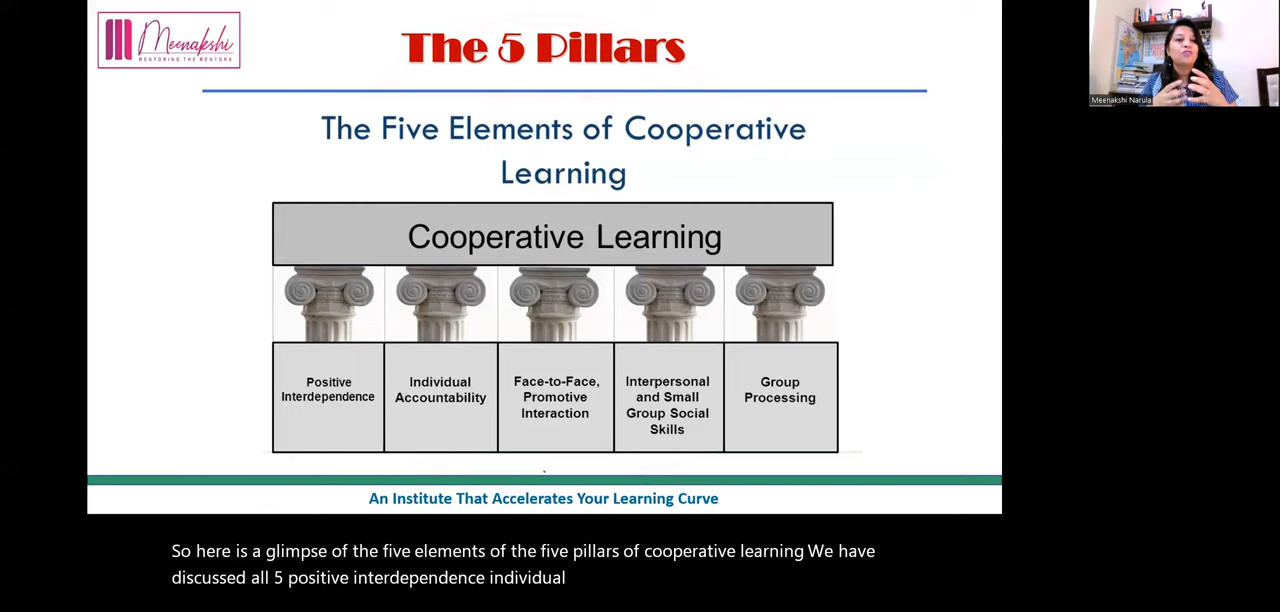 Meenakshi
MENTORING THE MENTORS
The 5 Pillars
Meenakshi Narula
The Five Elements of Cooperative
Learning
Cooperative Learning
Positive
Interdependence
Individual
Accountability
Face-to-Face,
Promotive
Interaction
Interpersonal
and Small
Group Social
Skills
Group
Processing
An Institute That Accelerates Your Learning Curve
So here is a glimpse of the five elements of the five pillars of cooperative learning We have
discussed all 5 positive interdependence individual